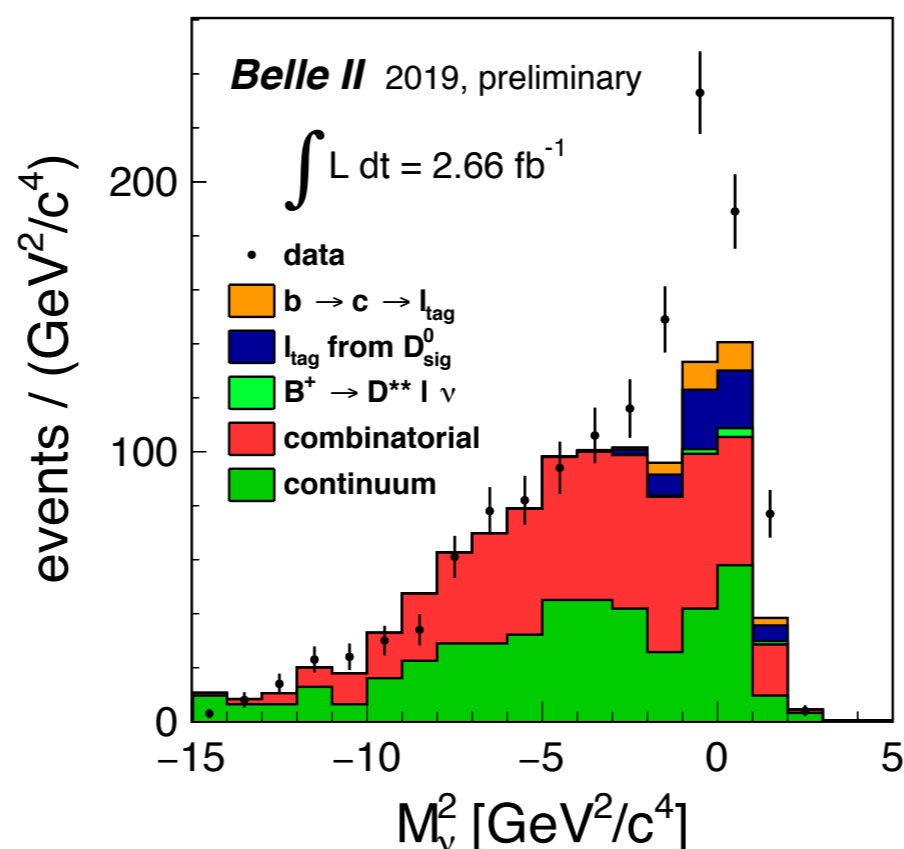 Belle II 2019, preliminary
∫ L dt = 2.66 fb⁻¹
data
b → c → l_tag
l_tag from D⁰_sig
B⁺ → D** l ν
combinatorial
continuum
events / (GeV²/c⁴)
200
100
0
−15 −10 −5 0 5
M²_ν [GeV²/c⁴]